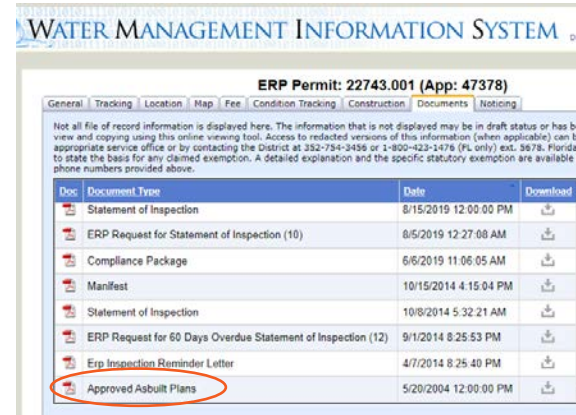 WATER MANAGEMENT INFORMATION SYSTEM
ERP Permit: 22743.001 (App: 47378)
General Tracking Location Map Fee Condition Tracking Construction Documents Noticing
Not all file of record information is displayed here. The information that is not displayed may be in draft status or has b
view and copying using this online viewing tool. Access to redacted versions of this information (when applicable) can b
appropriate service office or by contacting the District at 352-754-3456 or 1-800-423-1476 (FL only) ext. 5678. Florida
to state the basis for any claimed exemption. A detailed explanation and the specific statutory exemption are available
phone numbers provided above.
Doc Document Type Date Download
Statement of Inspection 8/15/2019 12:00:00 PM
ERP Request for Statement of Inspection (10) 8/5/2019 12:27:08 AM
Compliance Package 6/6/2019 11:06:05 AM
Manifest 10/15/2014 4:15:04 PM
Statement of Inspection 10/8/2014 5:32:21 AM
ERP Request for 60 Days Overdue Statement of Inspection (12) 9/1/2014 8:25:53 PM
Erp Inspection Reminder Letter 4/7/2014 8:25:40 PM
Approved Asbuilt Plans 5/20/2004 12:00:00 PM